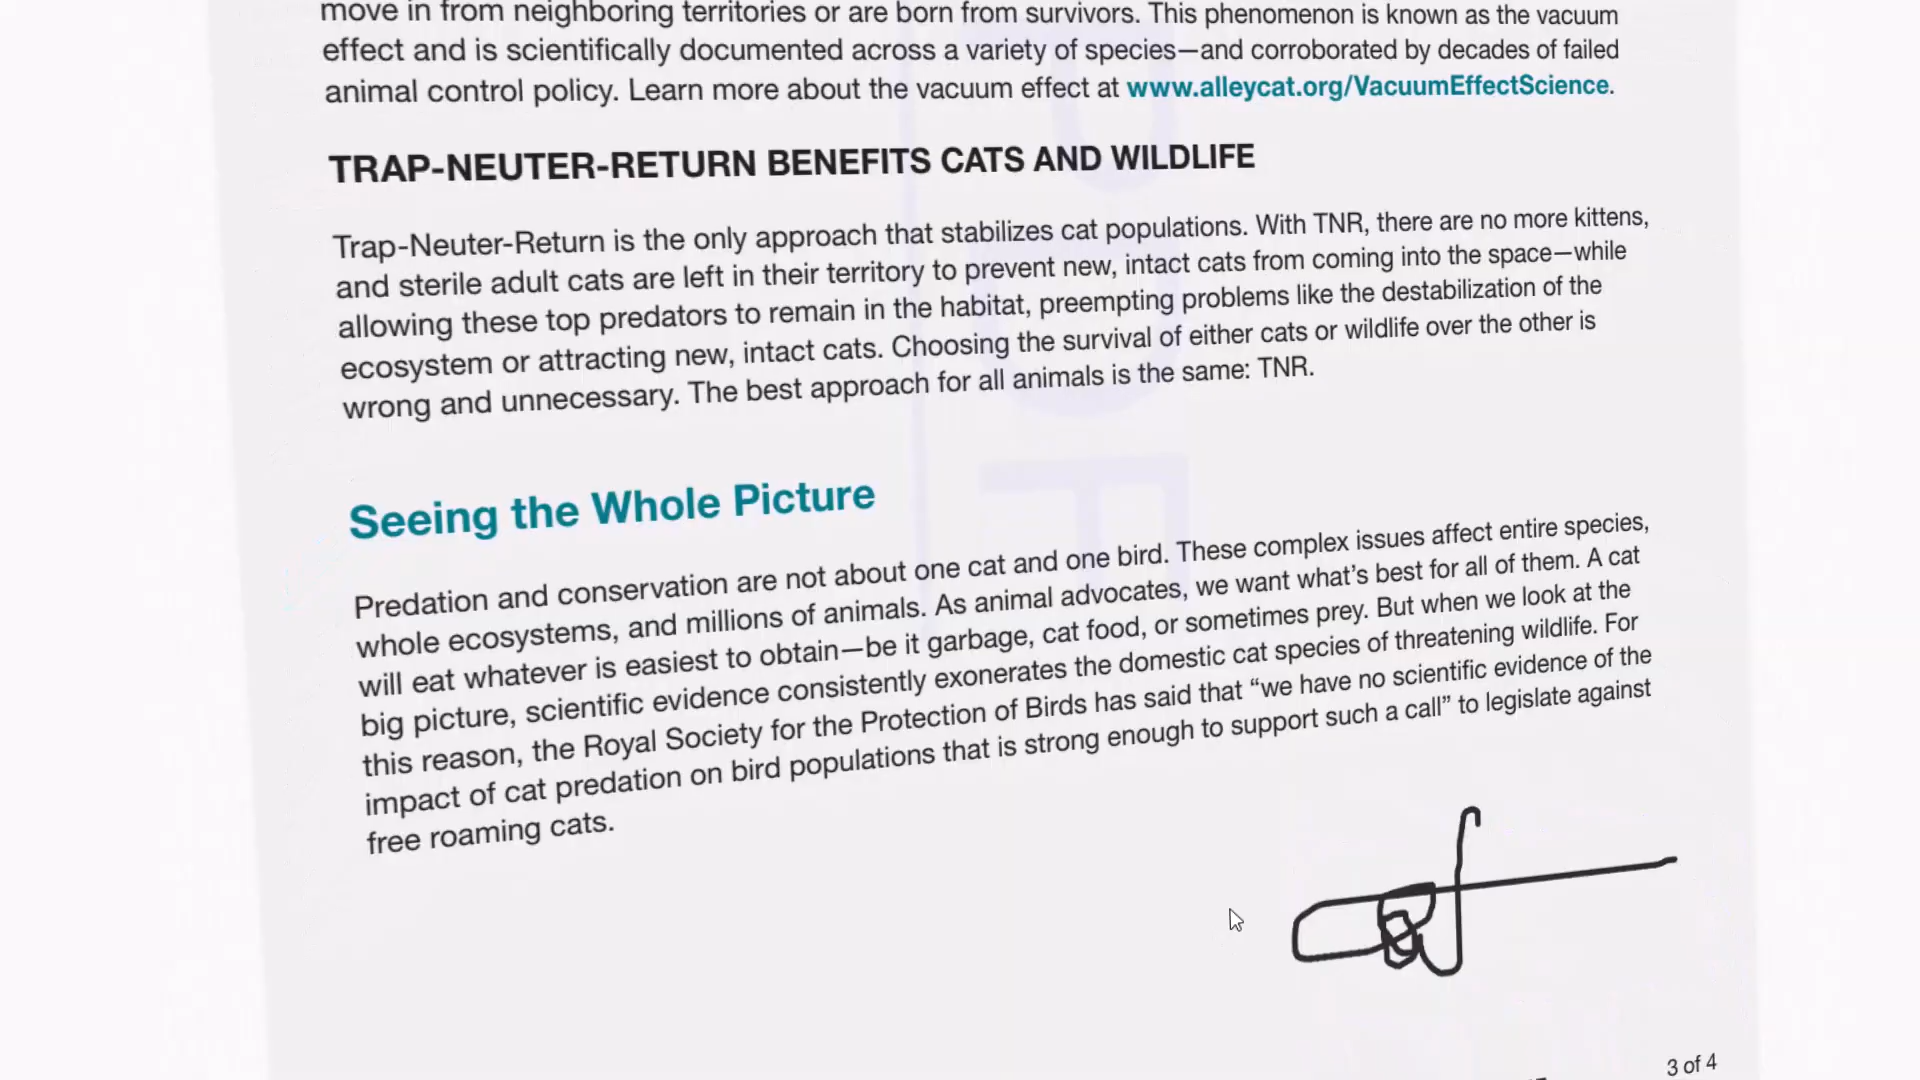 move in from neighboring territories or are born from survivors. This phenomenon is known as the vacuum
effect and is scientifically documented across a variety of species—and corroborated by decades of failed
animal control policy. Learn more about the vacuum effect at www.alleycat.org/VacuumEffectScience.
TRAP-NEUTER-RETURN BENEFITS CATS AND WILDLIFE
Trap-Neuter-Return is the only approach that stabilizes cat populations. With TNR, there are no more kittens,
and sterile adult cats are left in their territory to prevent new, intact cats from coming into the space—while
allowing these top predators to remain in the habitat, preempting problems like the destabilization of the
ecosystem or attracting new, intact cats. Choosing the survival of either cats or wildlife over the other is
wrong and unnecessary. The best approach for all animals is the same: TNR.
Seeing the Whole Picture
Predation and conservation are not about one cat and one bird. These complex issues affect entire species,
whole ecosystems, and millions of animals. As animal advocates, we want what’s best for all of them. A cat
will eat whatever is easiest to obtain—be it garbage, cat food, or sometimes prey. But when we look at the
big picture, scientific evidence consistently exonerates the domestic cat species of threatening wildlife. For
this reason, the Royal Society for the Protection of Birds has said that “we have no scientific evidence of the
impact of cat predation on bird populations that is strong enough to support such a call” to legislate against
free roaming cats.
3 of 4